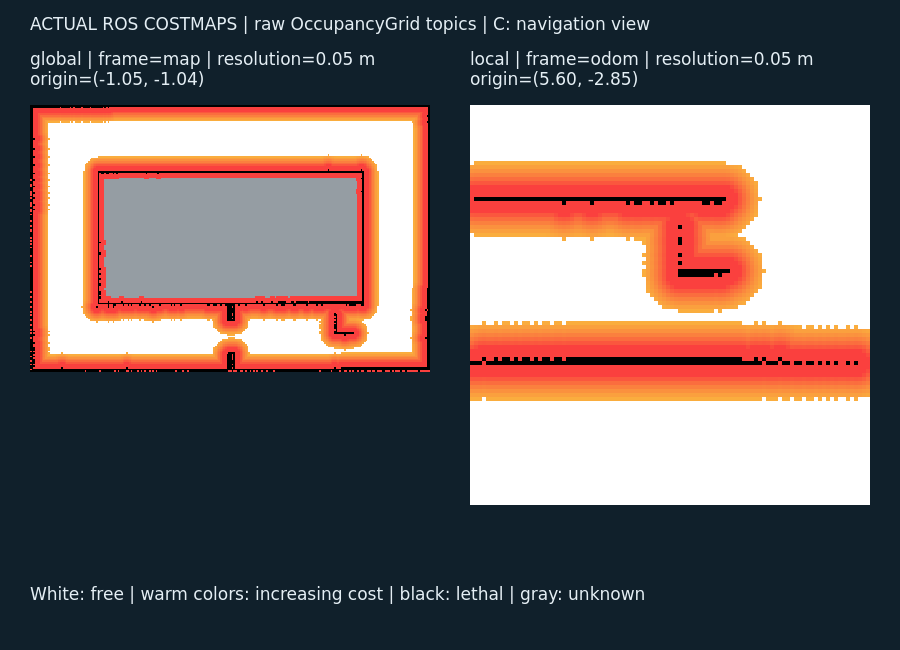 ACTUAL ROS COSTMAPS | raw OccupancyGrid topics | C: navigation view
global | frame=map | resolution=0.05 m
origin=(-1.05, -1.04)
local | frame=odom | resolution=0.05 m
origin=(5.60, -2.85)
White: free | warm colors: increasing cost | black: lethal | gray: unknown